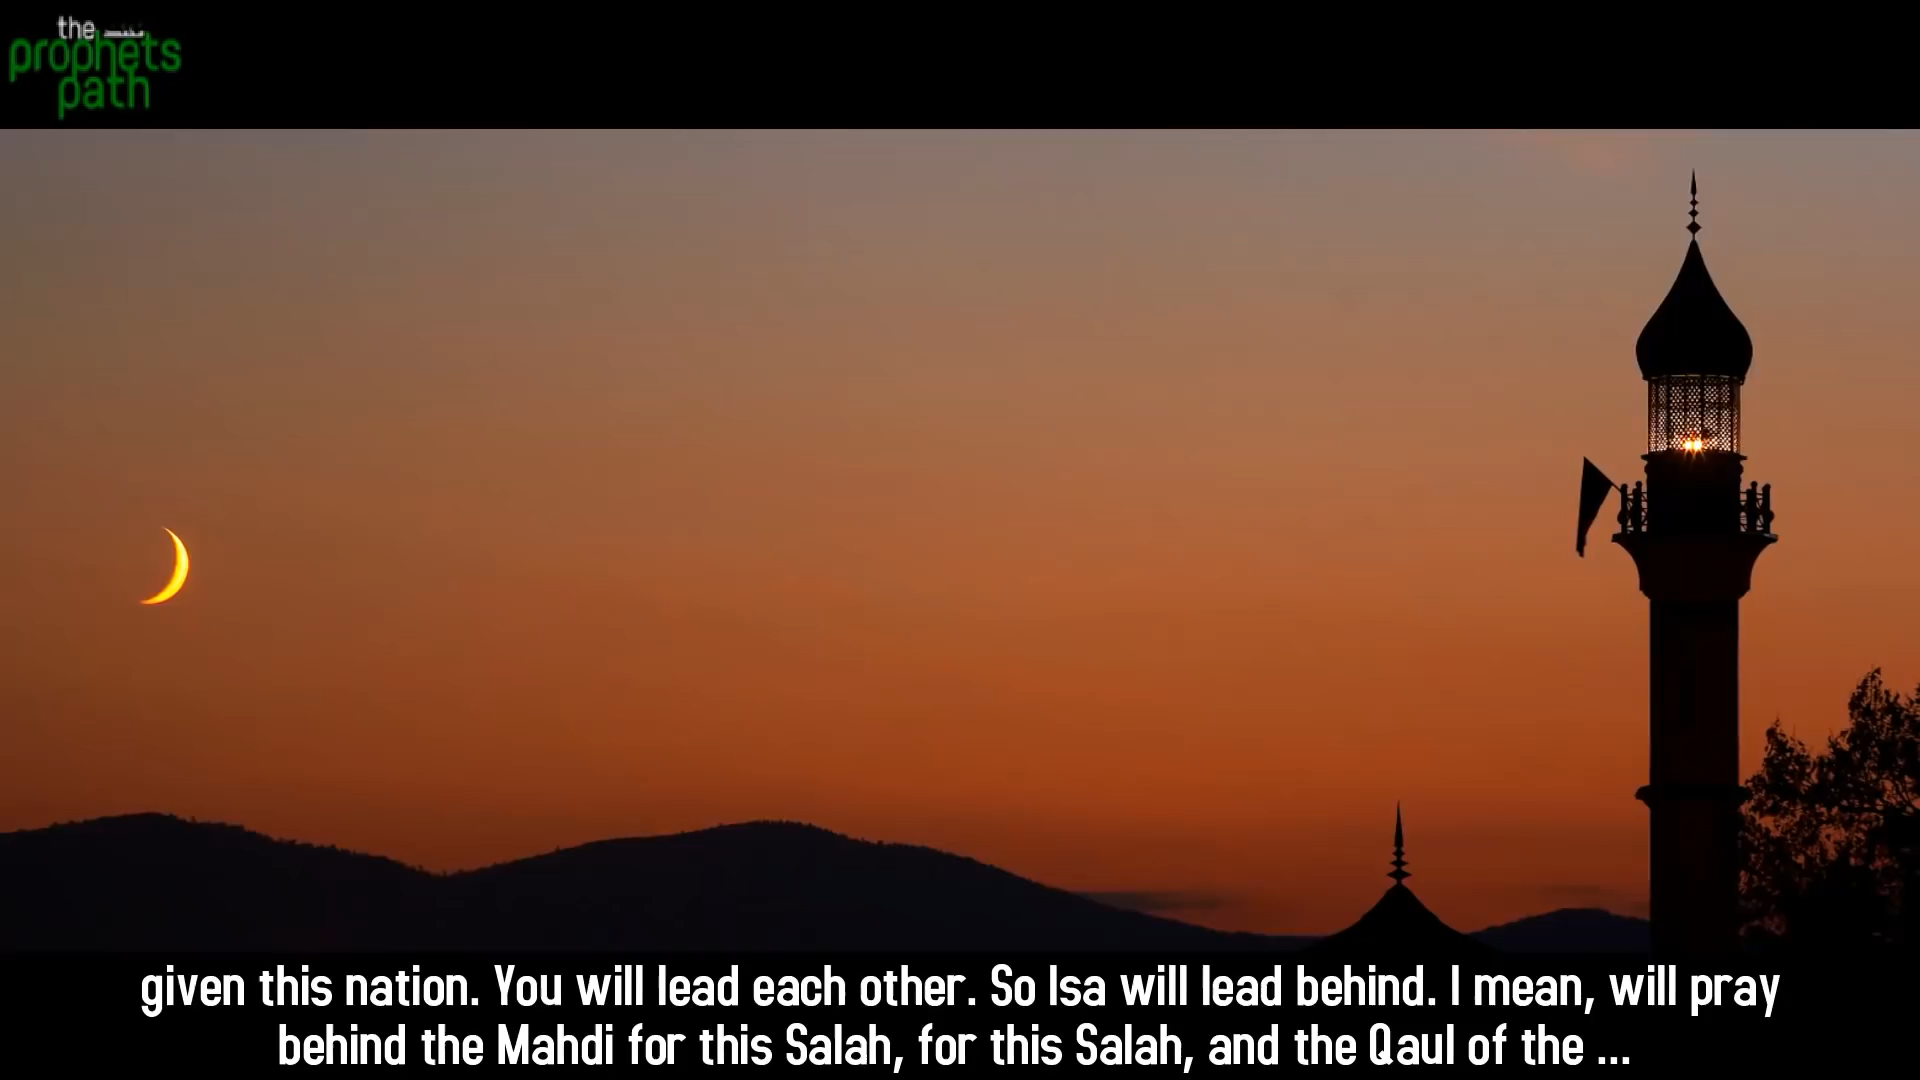 the
prophets
path
given this nation. You will lead each other. So Isa will lead behind. I mean, will pray
behind the Mahdi for this Salah, for this Salah, and the Qaul of the ...